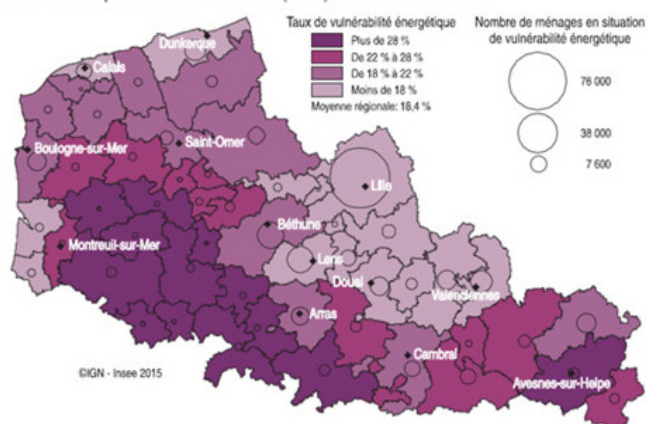 Taux de vulnérabilité énergétique
Plus de 28 %
De 22 % à 28 %
De 18 % à 22 %
Moins de 18 %
Moyenne régionale: 18,4 %
Nombre de ménages en situation
de vulnérabilité énergétique
76 000
38 000
7 600
Dunkerque
Calais
Boulogne-sur-Mer
Saint-Omer
Lille
Béthune
Montreuil-sur-Mer
Lens
Douai
Valenciennes
Arras
Cambrai
Avesnes-sur-Helpe
©IGN - Insee 2015